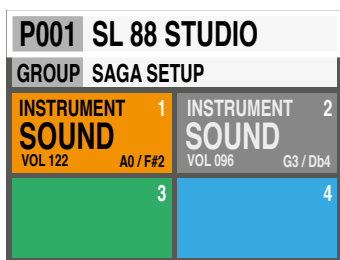 P001 SL 88 STUDIO
GROUP SAGA SETUP
INSTRUMENT 1
SOUND
VOL 122 A0 / F#2
INSTRUMENT 2
SOUND
VOL 096 G3 / Db4
3
4